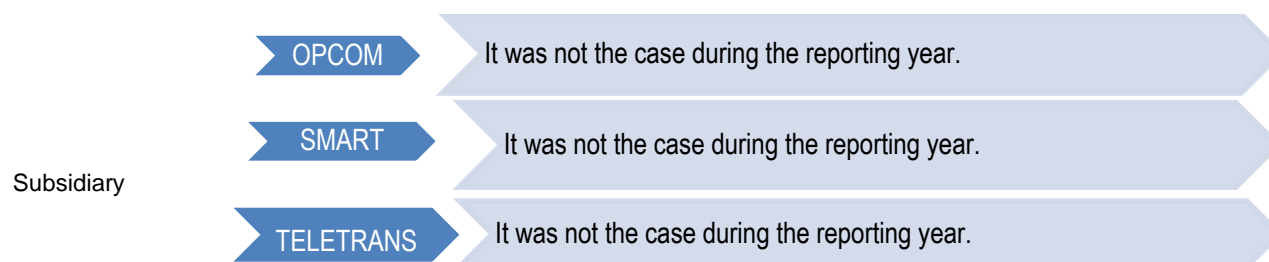 OPCOM
It was not the case during the reporting year.
SMART
It was not the case during the reporting year.
Subsidiary
TELETRANS
It was not the case during the reporting year.